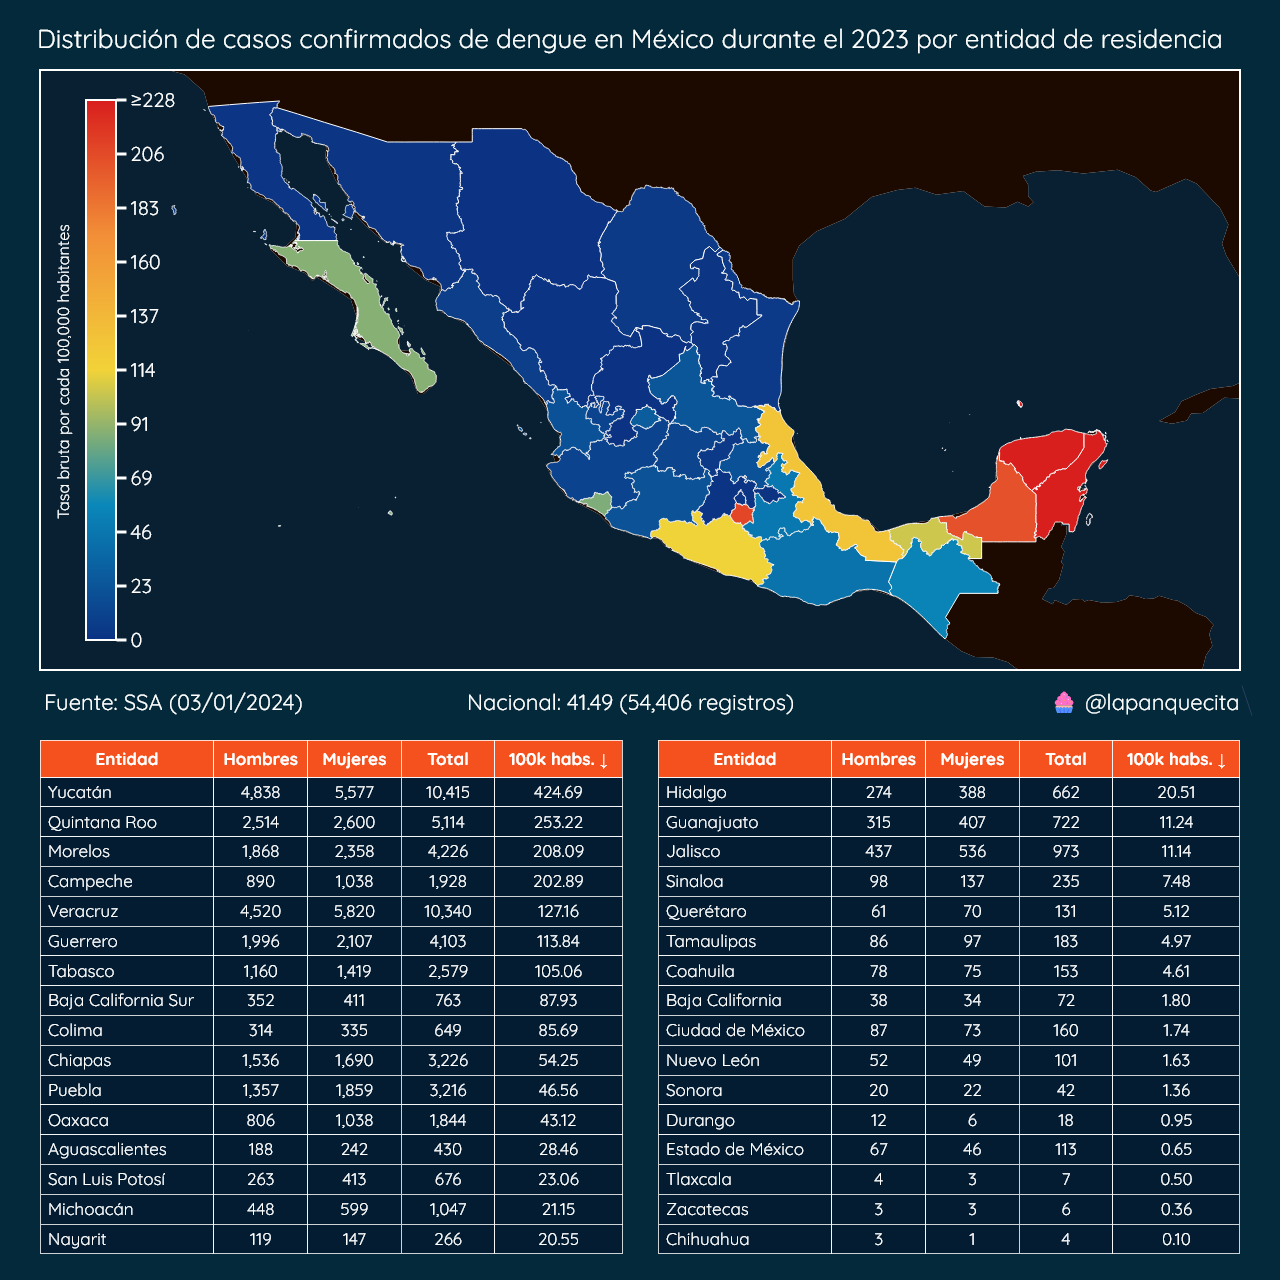 Distribución de casos confirmados de dengue en México durante el 2023 por entidad de residencia
≥228
206
183
160
137
114
91
69
46
23
0
Tasa bruta por cada 100,000 habitantes
Fuente: SSA (03/01/2024) Nacional: 41.49 (54,406 registros) @lapanquecita
Entidad Hombres Mujeres Total 100k habs. ↓
Yucatán 4,838 5,577 10,415 424.69
Quintana Roo 2,514 2,600 5,114 253.22
Morelos 1,868 2,358 4,226 208.09
Campeche 890 1,038 1,928 202.89
Veracruz 4,520 5,820 10,340 127.16
Guerrero 1,996 2,107 4,103 113.84
Tabasco 1,160 1,419 2,579 105.06
Baja California Sur 352 411 763 87.93
Colima 314 335 649 85.69
Chiapas 1,536 1,690 3,226 54.25
Puebla 1,357 1,859 3,216 46.56
Oaxaca 806 1,038 1,844 43.12
Aguascalientes 188 242 430 28.46
San Luis Potosí 263 413 676 23.06
Michoacán 448 599 1,047 21.15
Nayarit 119 147 266 20.55
Entidad Hombres Mujeres Total 100k habs. ↓
Hidalgo 274 388 662 20.51
Guanajuato 315 407 722 11.24
Jalisco 437 536 973 11.14
Sinaloa 98 137 235 7.48
Querétaro 61 70 131 5.12
Tamaulipas 86 97 183 4.97
Coahuila 78 75 153 4.61
Baja California 38 34 72 1.80
Ciudad de México 87 73 160 1.74
Nuevo León 52 49 101 1.63
Sonora 20 22 42 1.36
Durango 12 6 18 0.95
Estado de México 67 46 113 0.65
Tlaxcala 4 3 7 0.50
Zacatecas 3 3 6 0.36
Chihuahua 3 1 4 0.10